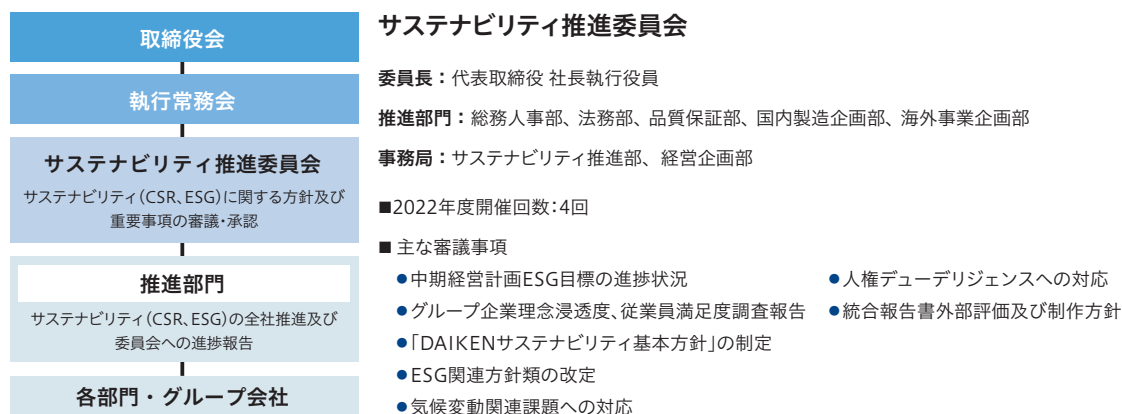 取締役会
執行常務会
サステナビリティ推進委員会
サステナビリティ(CSR、ESG)に関する方針及び
重要事項の審議・承認
推進部門
サステナビリティ(CSR、ESG)の全社推進及び
委員会への進捗報告
各部門・グループ会社
サステナビリティ推進委員会
委員長：代表取締役 社長執行役員
推進部門：総務人事部、法務部、品質保証部、国内製造企画部、海外事業企画部
事務局：サステナビリティ推進部、経営企画部
■2022年度開催回数：4回
■ 主な審議事項
●中期経営計画ESG目標の進捗状況
●グループ企業理念浸透度、従業員満足度調査報告
●「DAIKENサステナビリティ基本方針」の制定
●ESG関連方針類の改定
●気候変動関連課題への対応
●人権デューデリジェンスへの対応
●統合報告書外部評価及び制作方針